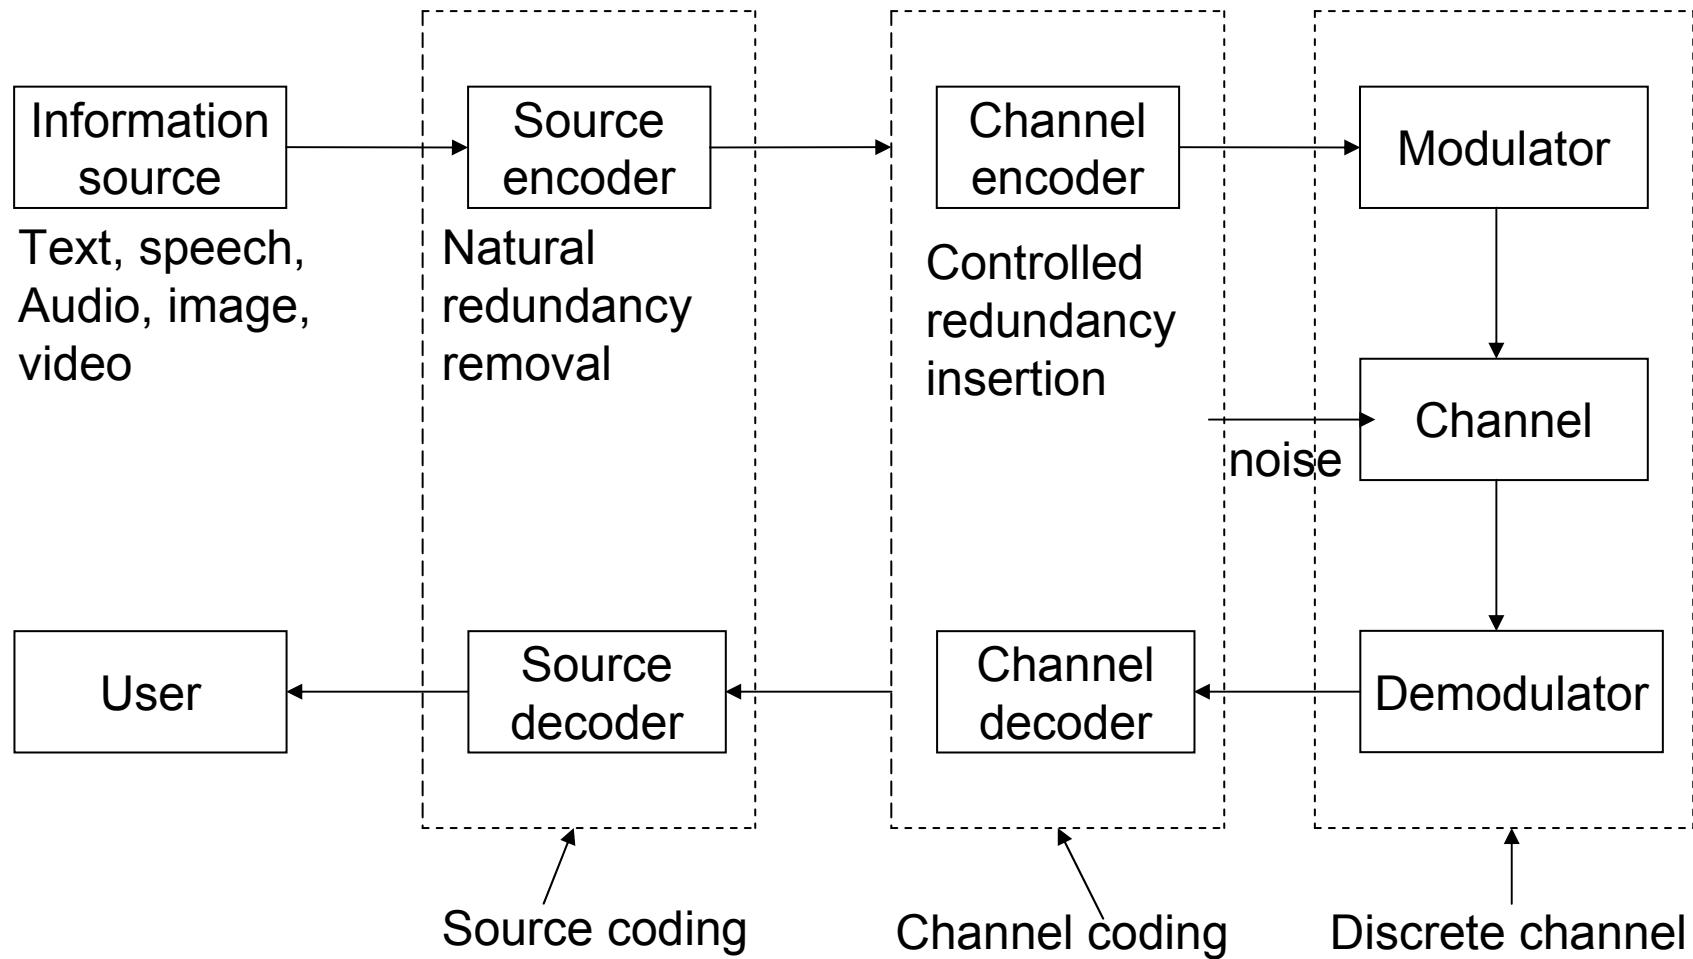 Information
source
Source
encoder
Channel
encoder
Modulator
Text, speech,
Audio, image,
video
Natural
redundancy
removal
Controlled
redundancy
insertion
noise
Channel
User
Source
decoder
Channel
decoder
Demodulator
Source coding
Channel coding
Discrete channel